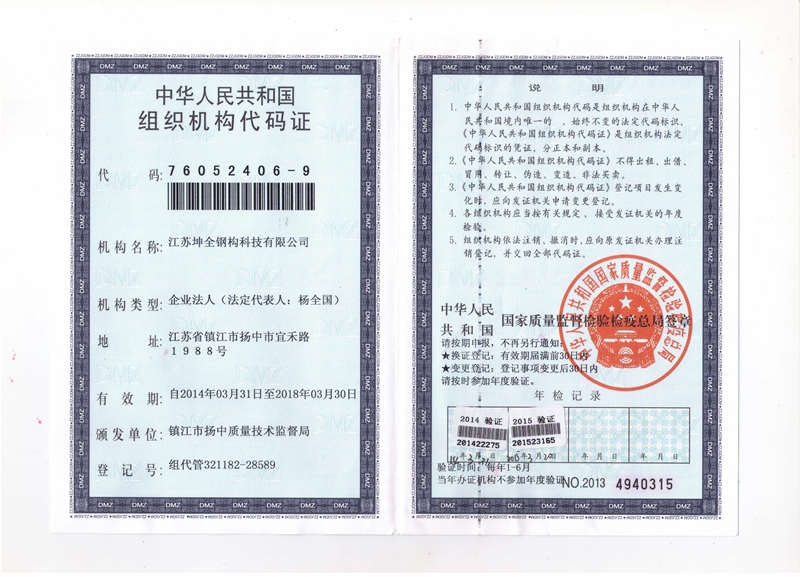 中华人民共和国
组织机构代码证
代 码: 76052406-9
机构名称: 江苏坤全钢构科技有限公司
机构类型: 企业法人（法定代表人：杨全国）
地 址: 江苏省镇江市扬中市宜禾路
1988号
有 效 期: 自2014年03月31日至2018年03月30日
颁发单位: 镇江市扬中质量技术监督局
登 记 号: 组代管321182-28589
说 明
1. 中华人民共和国组织机构代码是组织机构在中华人
民共和国境内唯一的、始终不变的法定代码标识，
《中华人民共和国组织机构代码证》是组织机构法定
代码标识的凭证，分正本和副本。
2.《中华人民共和国组织机构代码证》不得出租、出借、
冒用、转让、伪造、变造、非法买卖。
3.《中华人民共和国组织机构代码证》登记项目发生变
化时，应向发证机关申请变更登记。
4. 各组织机构应当按有关规定、接受发证机关的年度
检验。
5. 组织机构依法注销、撤消时，应向原发证机关办理注
销登记，并交回全部代码证。
中华人民
共和国 国家质量监督检验检疫总局签章
请按期申报，不再另行通知：
★换证登记：有效期届满前30日内
★变更登记：登记事项变更后30日内
请按时参加年度验证。
年检记录
2014 验证 2015 验证
201422275 201523165
年 月 日 年 月 日 年 月 日 年 月 日
验证时间：每年1-6月
当年办证机构不参加年度验证
NO.2013 4940315